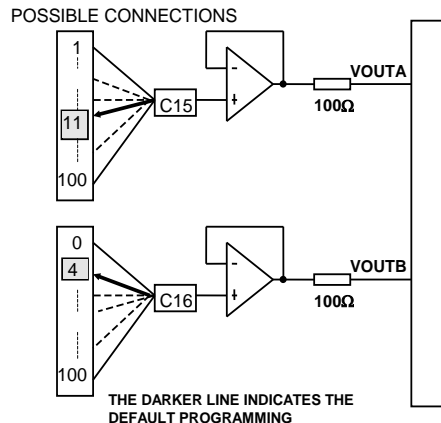 POSSIBLE CONNECTIONS
1
11
100
C15
-
+
VOUTA
100Ω
0
4
100
C16
-
+
VOUTB
100Ω
THE DARKER LINE INDICATES THE
DEFAULT PROGRAMMING